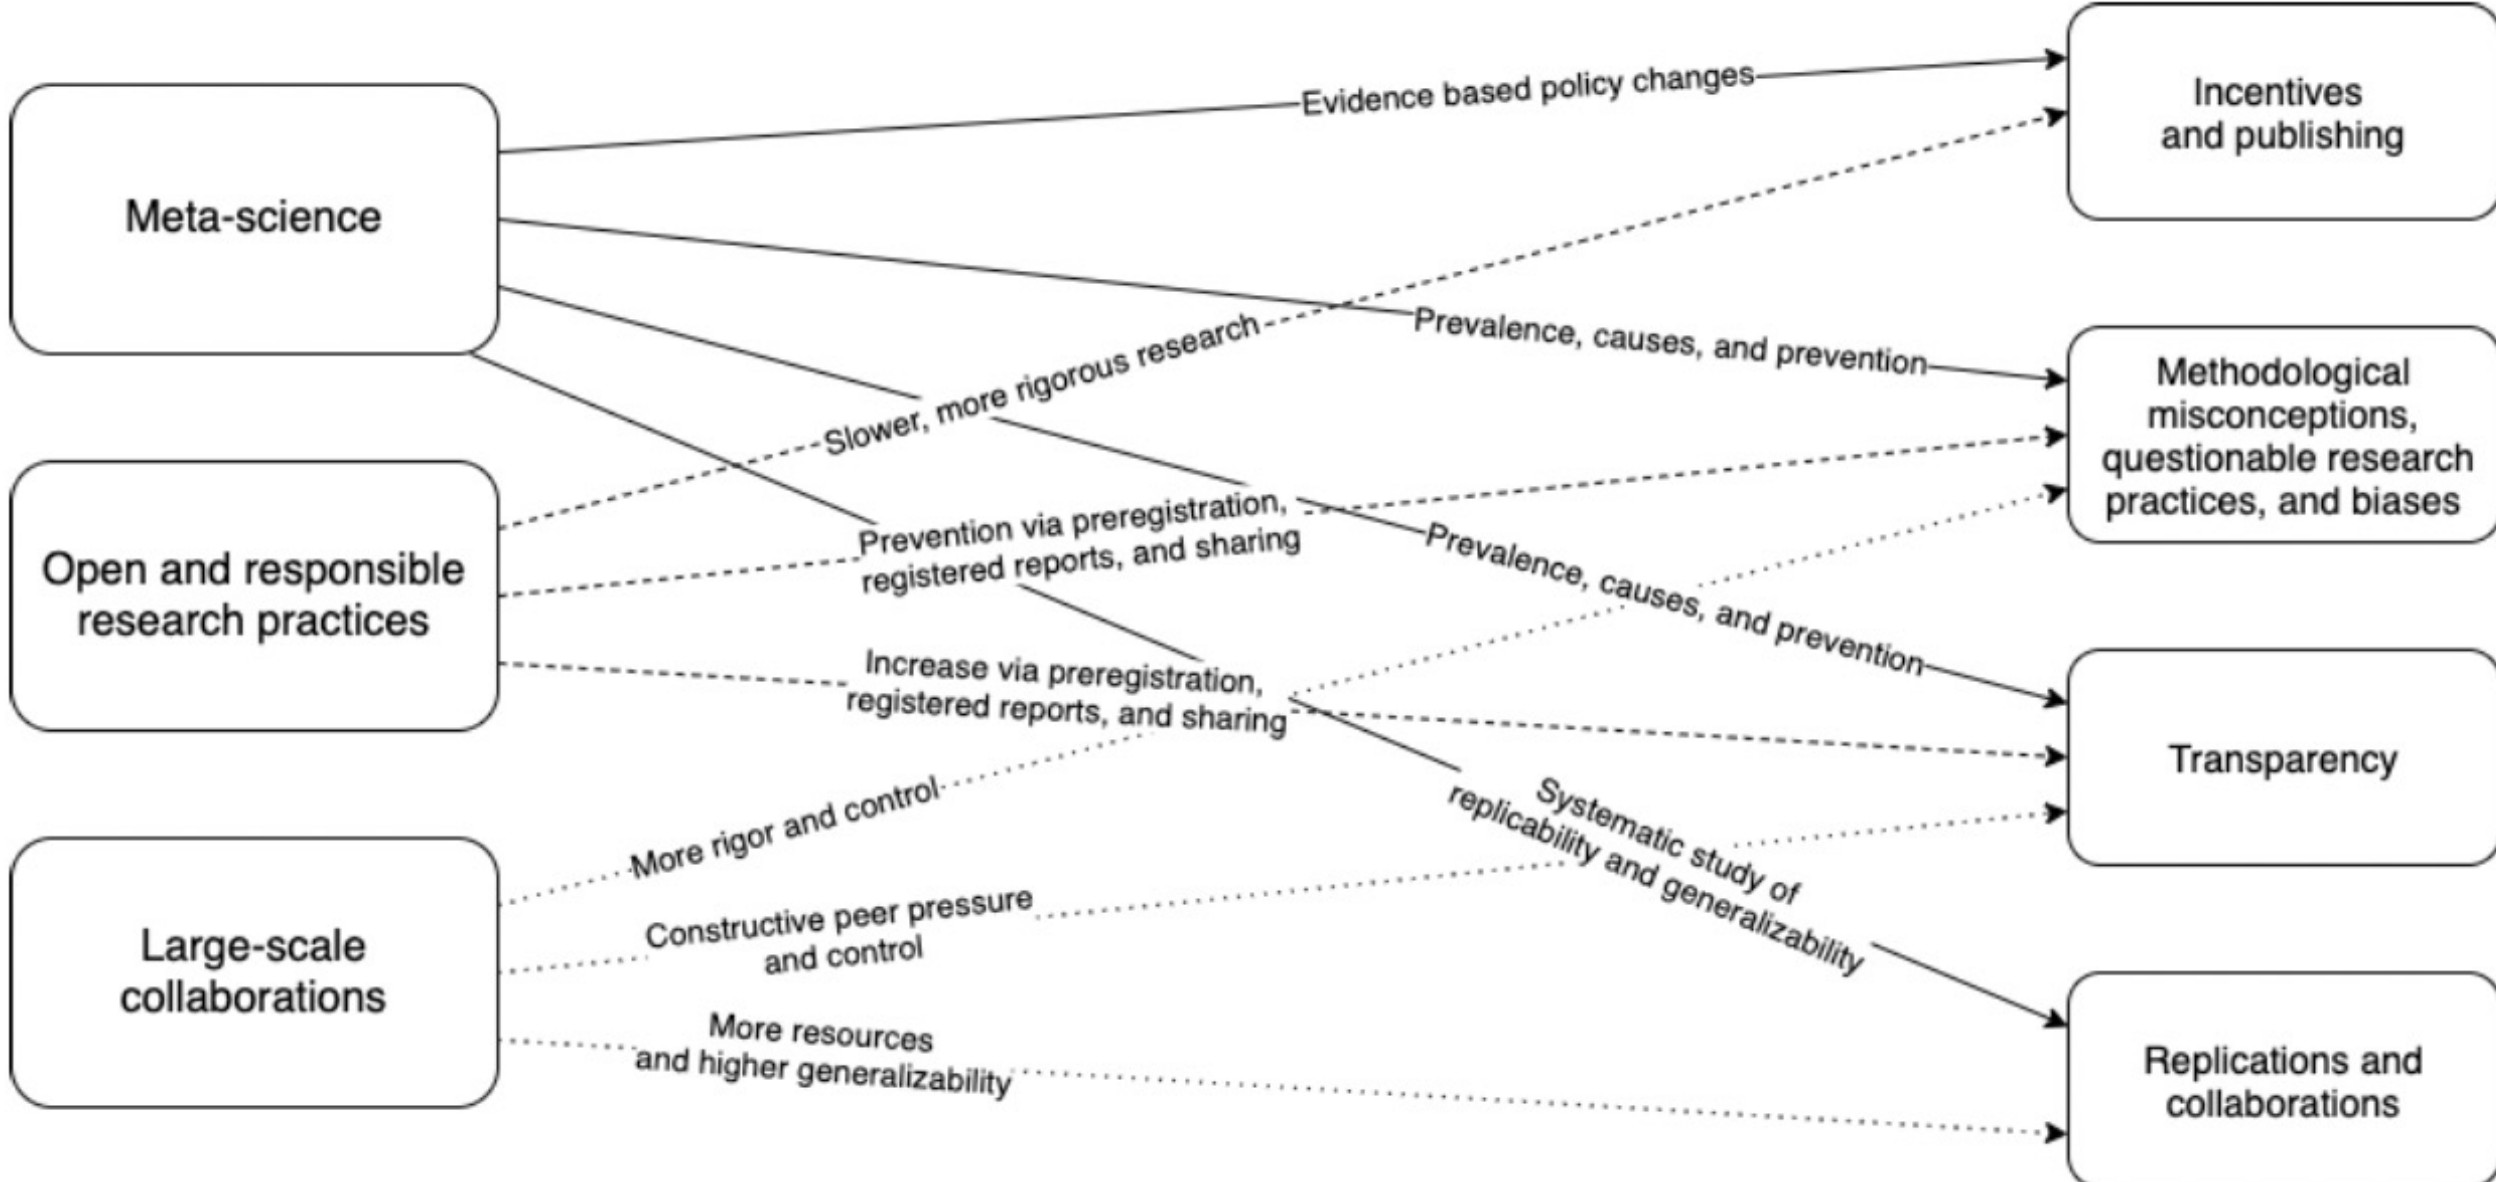 Meta-science
Open and responsible
research practices
Large-scale
collaborations
Evidence based policy changes
Slower, more rigorous research
Prevalence, causes, and prevention
Prevention via preregistration,
registered reports, and sharing
Prevalence, causes, and prevention
Increase via preregistration,
registered reports, and sharing
More rigor and control
Systematic study of
replicability and generalizability
Constructive peer pressure
and control
More resources
and higher generalizability
Incentives
and publishing
Methodological
misconceptions,
questionable research
practices, and biases
Transparency
Replications and
collaborations